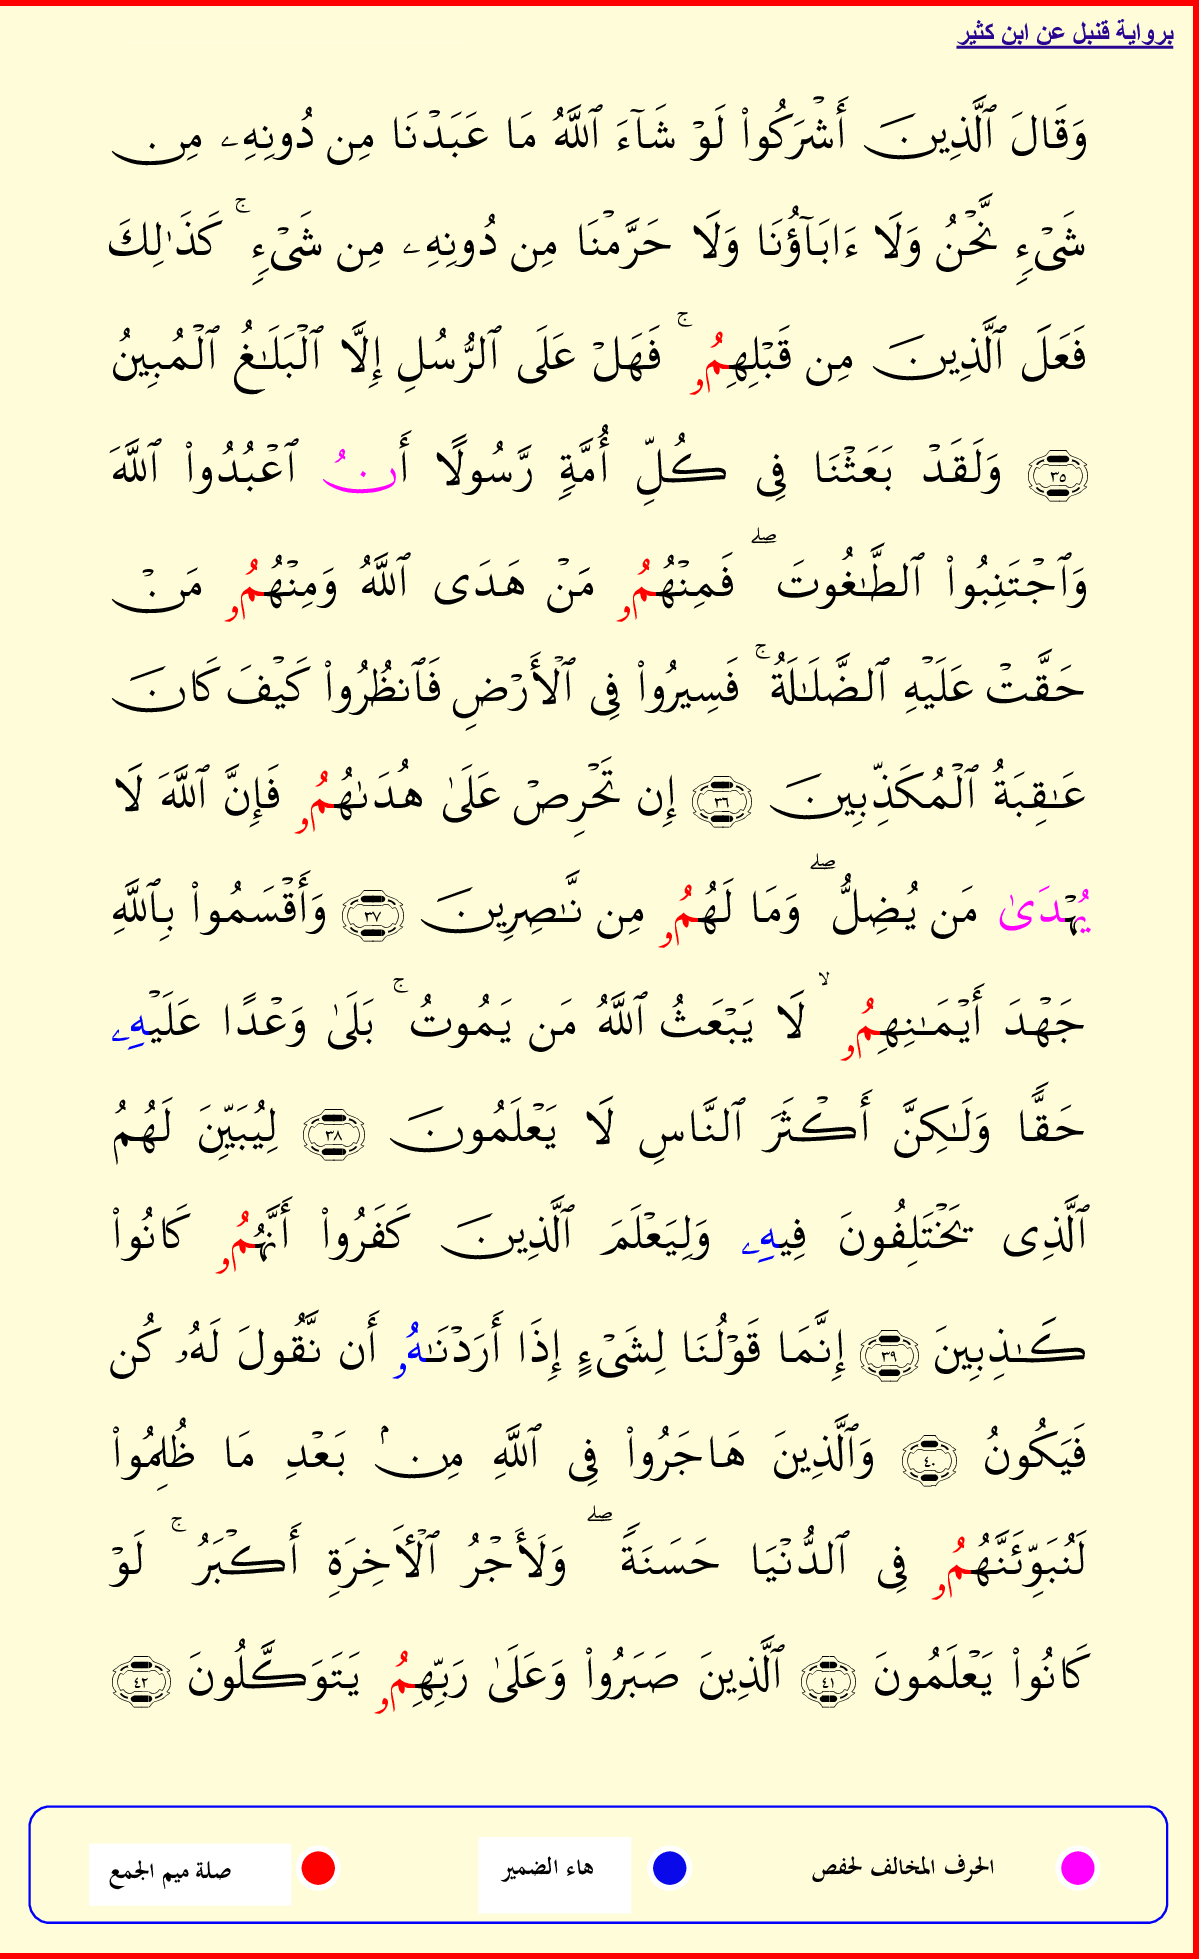 برواية قنبل عن ابن كثير
وَقَالَ ٱلَّذِينَ أَشۡرَكُواْ لَوۡ شَآءَ ٱللَّهُ مَا عَبَدۡنَا مِن دُونِهِۦ مِن
شَيۡءٖ نَّحۡنُ وَلَآ ءَابَآؤُنَا وَلَا حَرَّمۡنَا مِن دُونِهِۦ مِن شَيۡءٖۚ كَذَٰلِكَ
فَعَلَ ٱلَّذِينَ مِن قَبۡلِهِمُۥۚ فَهَلۡ عَلَى ٱلرُّسُلِ إِلَّا ٱلۡبَلَٰغُ ٱلۡمُبِينُ
٣٥ وَلَقَدۡ بَعَثۡنَا فِي كُلِّ أُمَّةٖ رَّسُولًا أَنُ ٱعۡبُدُواْ ٱللَّهَ
وَٱجۡتَنِبُواْ ٱلطَّٰغُوتَۖ فَمِنۡهُمُۥ مَنۡ هَدَى ٱللَّهُ وَمِنۡهُمُۥ مَنۡ
حَقَّتۡ عَلَيۡهِ ٱلضَّلَٰلَةُۚ فَسِيرُواْ فِي ٱلۡأَرۡضِ فَٱنظُرُواْ كَيۡفَ كَانَ
عَٰقِبَةُ ٱلۡمُكَذِّبِينَ ٣٦ إِن تَحۡرِصۡ عَلَىٰ هُدَىٰهُمُۥ فَإِنَّ ٱللَّهَ لَا
يُهۡدَىٰ مَن يُضِلُّۖ وَمَا لَهُمُۥ مِن نَّٰصِرِينَ ٣٧ وَأَقۡسَمُواْ بِٱللَّهِ
جَهۡدَ أَيۡمَٰنِهِمُۥۙ لَا يَبۡعَثُ ٱللَّهُ مَن يَمُوتُۚ بَلَىٰ وَعۡدًا عَلَيۡهِۦ
حَقّٗا وَلَٰكِنَّ أَكۡثَرَ ٱلنَّاسِ لَا يَعۡلَمُونَ ٣٨ لِيُبَيِّنَ لَهُمُ
ٱلَّذِي يَخۡتَلِفُونَ فِيهِۦ وَلِيَعۡلَمَ ٱلَّذِينَ كَفَرُواْ أَنَّهُمُۥ كَانُواْ
كَٰذِبِينَ ٣٩ إِنَّمَا قَوۡلُنَا لِشَيۡءٍ إِذَا أَرَدۡنَٰهُۥ أَن نَّقُولَ لَهُۥ كُن
فَيَكُونُ ٤٠ وَٱلَّذِينَ هَاجَرُواْ فِي ٱللَّهِ مِنۢ بَعۡدِ مَا ظُلِمُواْ
لَنُبَوِّئَنَّهُمُۥ فِي ٱلدُّنۡيَا حَسَنَةٗۖ وَلَأَجۡرُ ٱلۡأٓخِرَةِ أَكۡبَرُۚ لَوۡ
كَانُواْ يَعۡلَمُونَ ٤١ ٱلَّذِينَ صَبَرُواْ وَعَلَىٰ رَبِّهِمُۥ يَتَوَكَّلُونَ ٤٢
الحرف المخالف لحفص
هاء الضمير
صلة ميم الجمع